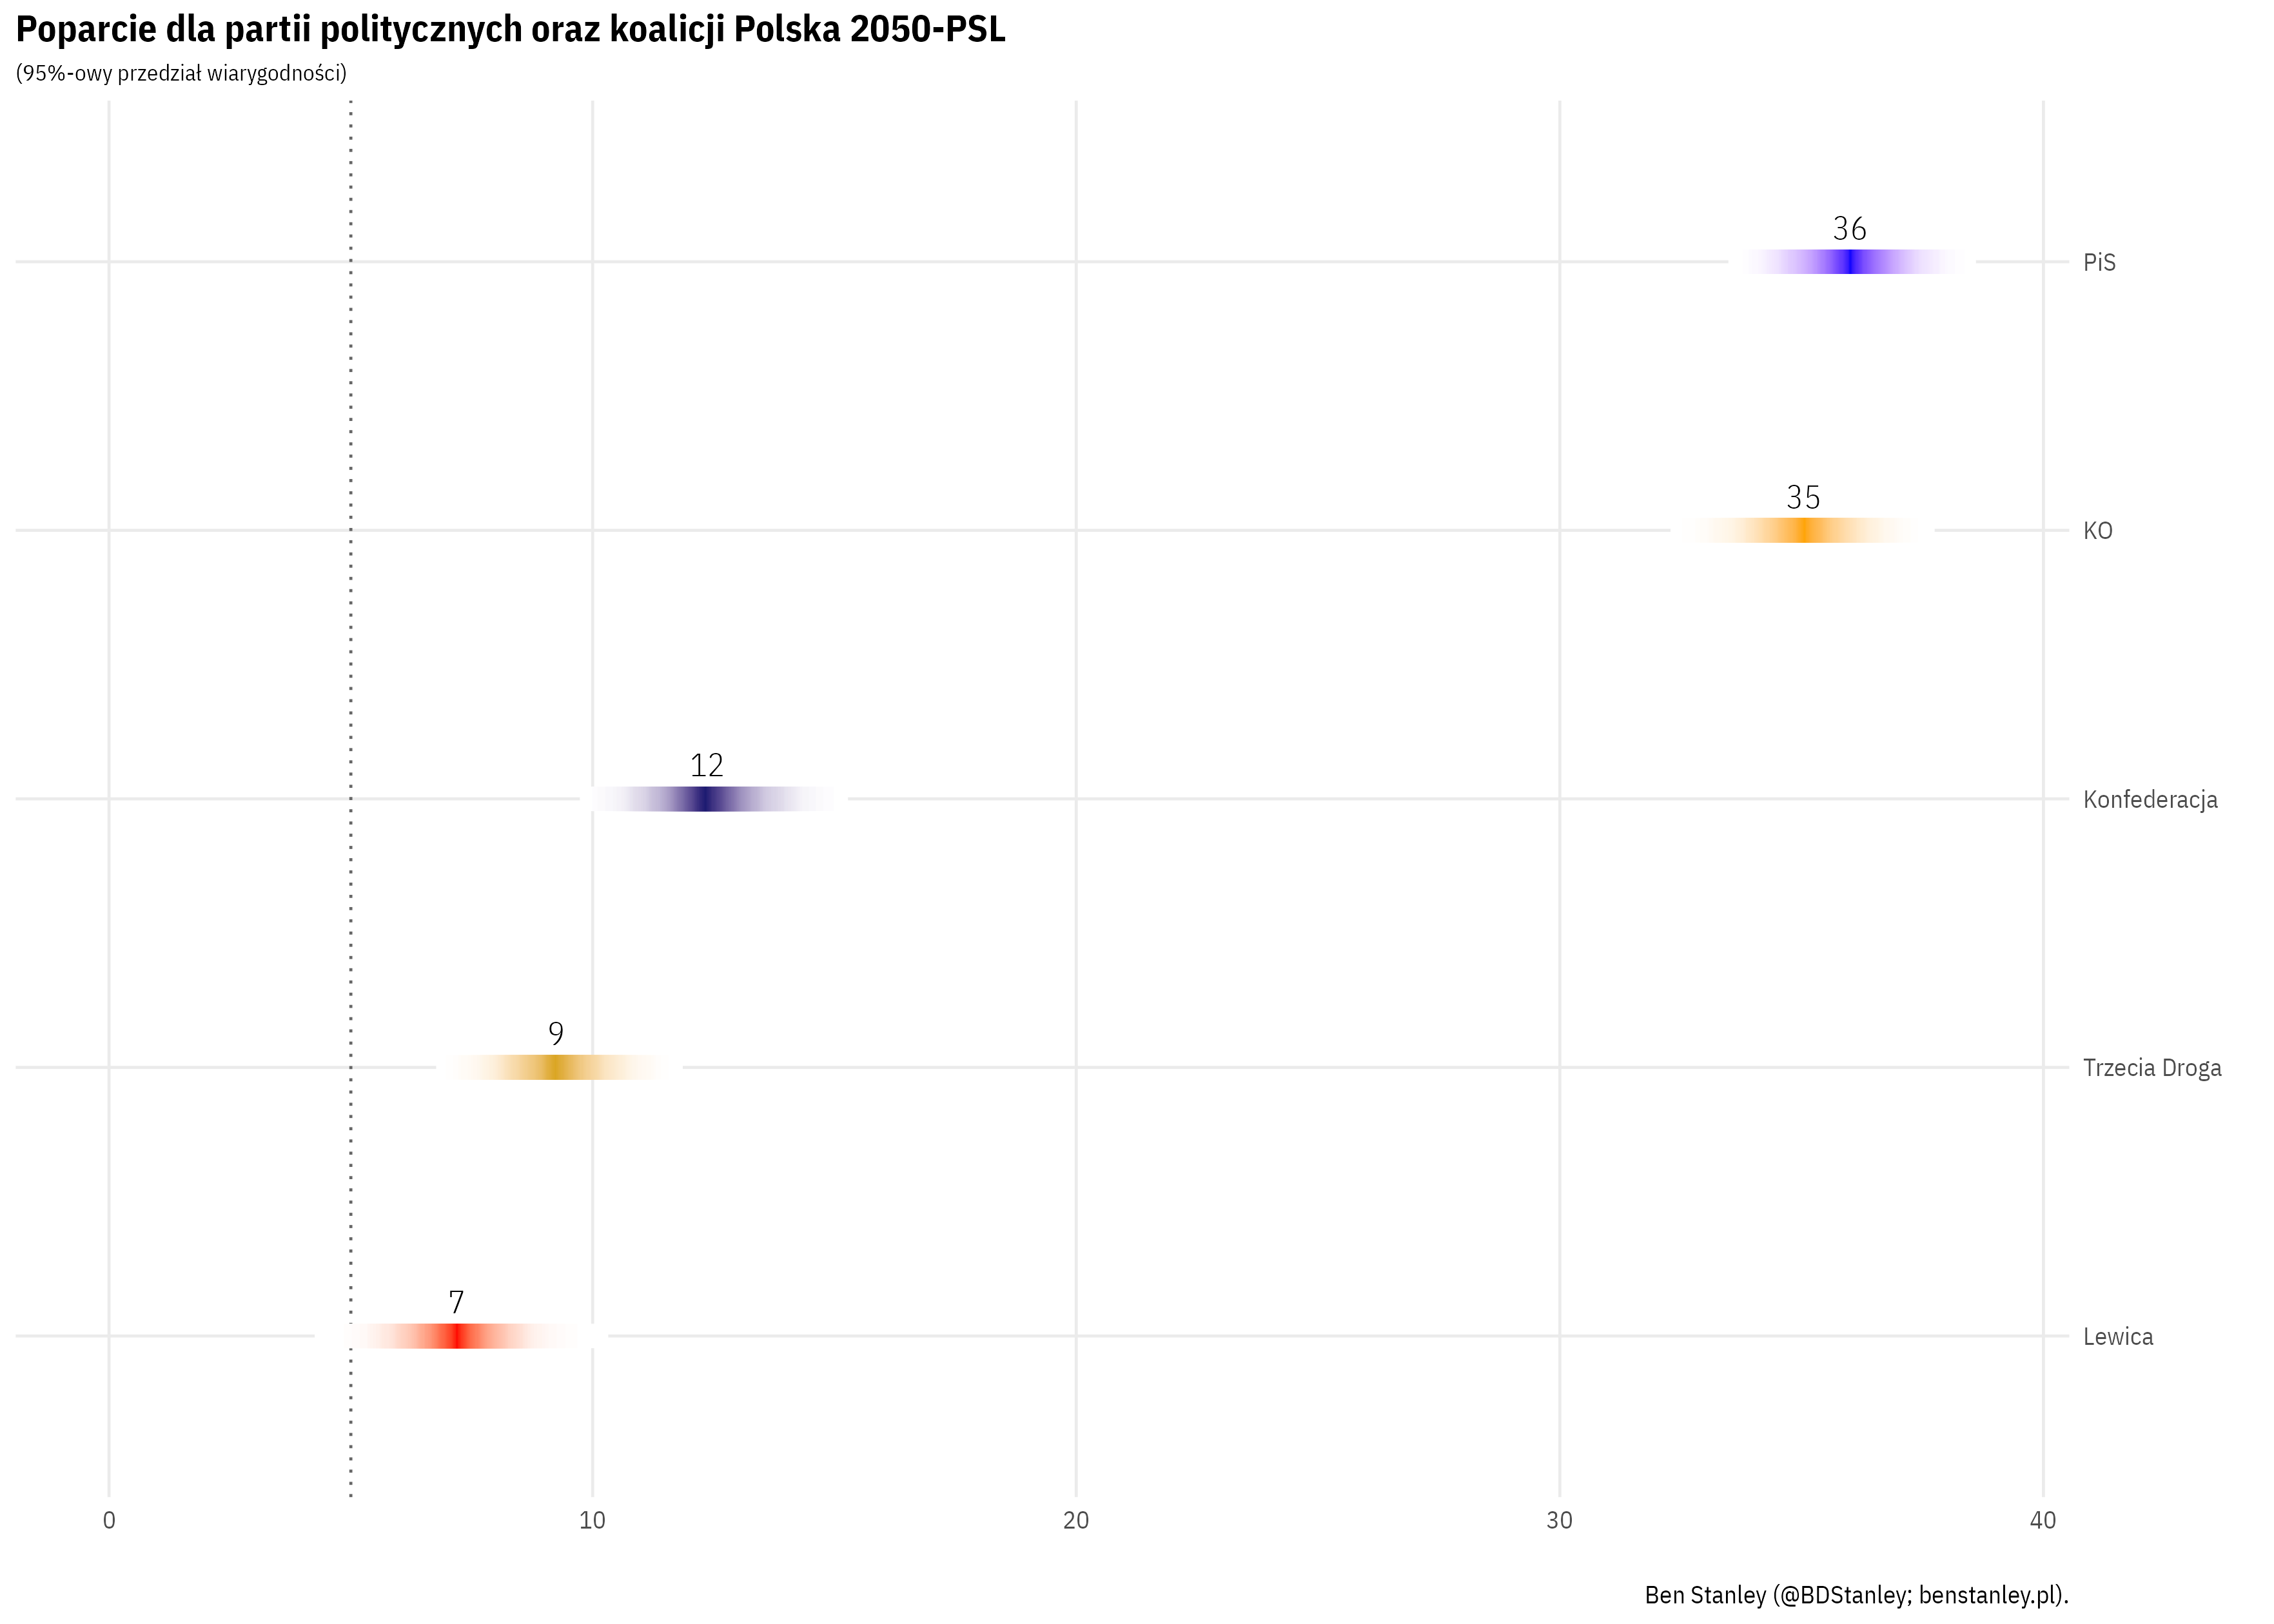 Poparcie dla partii politycznych oraz koalicji Polska 2050-PSL
(95%-owy przedział wiarygodności)
36
PiS
35
KO
12
Konfederacja
9
Trzecia Droga
7
Lewica
0 10 20 30 40
Ben Stanley (@BDStanley; benstanley.pl).